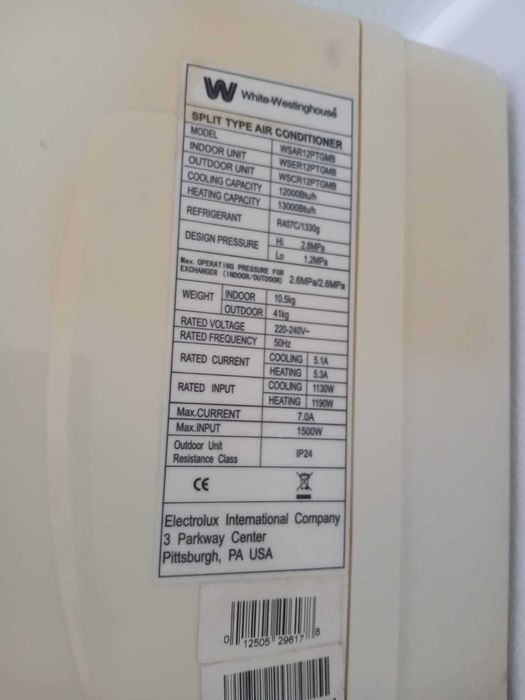 W White-Westinghouse
SPLIT TYPE AIR CONDITIONER
MODEL WSAR12PTGMB
INDOOR UNIT WSER12PTGMB
OUTDOOR UNIT WSCR12PTGMB
COOLING CAPACITY 12000Btu/h
HEATING CAPACITY 13000Btu/h
REFRIGERANT R407C/1330g
DESIGN PRESSURE Hi 2.8MPa
Lo 1.2MPa
Max. OPERATING PRESSURE FOR
EXCHANGER (INDOOR/OUTDOOR) 2.6MPa/2.6MPa
WEIGHT INDOOR 10.5kg
OUTDOOR 41kg
RATED VOLTAGE 220-240V~
RATED FREQUENCY 50Hz
RATED CURRENT COOLING 5.1A
HEATING 5.3A
RATED INPUT COOLING 1130W
HEATING 1190W
Max.CURRENT 7.0A
Max.INPUT 1500W
Outdoor Unit
Resistance Class IP24
CE
Electrolux International Company
3 Parkway Center
Pittsburgh, PA USA
0 12505 29617 8